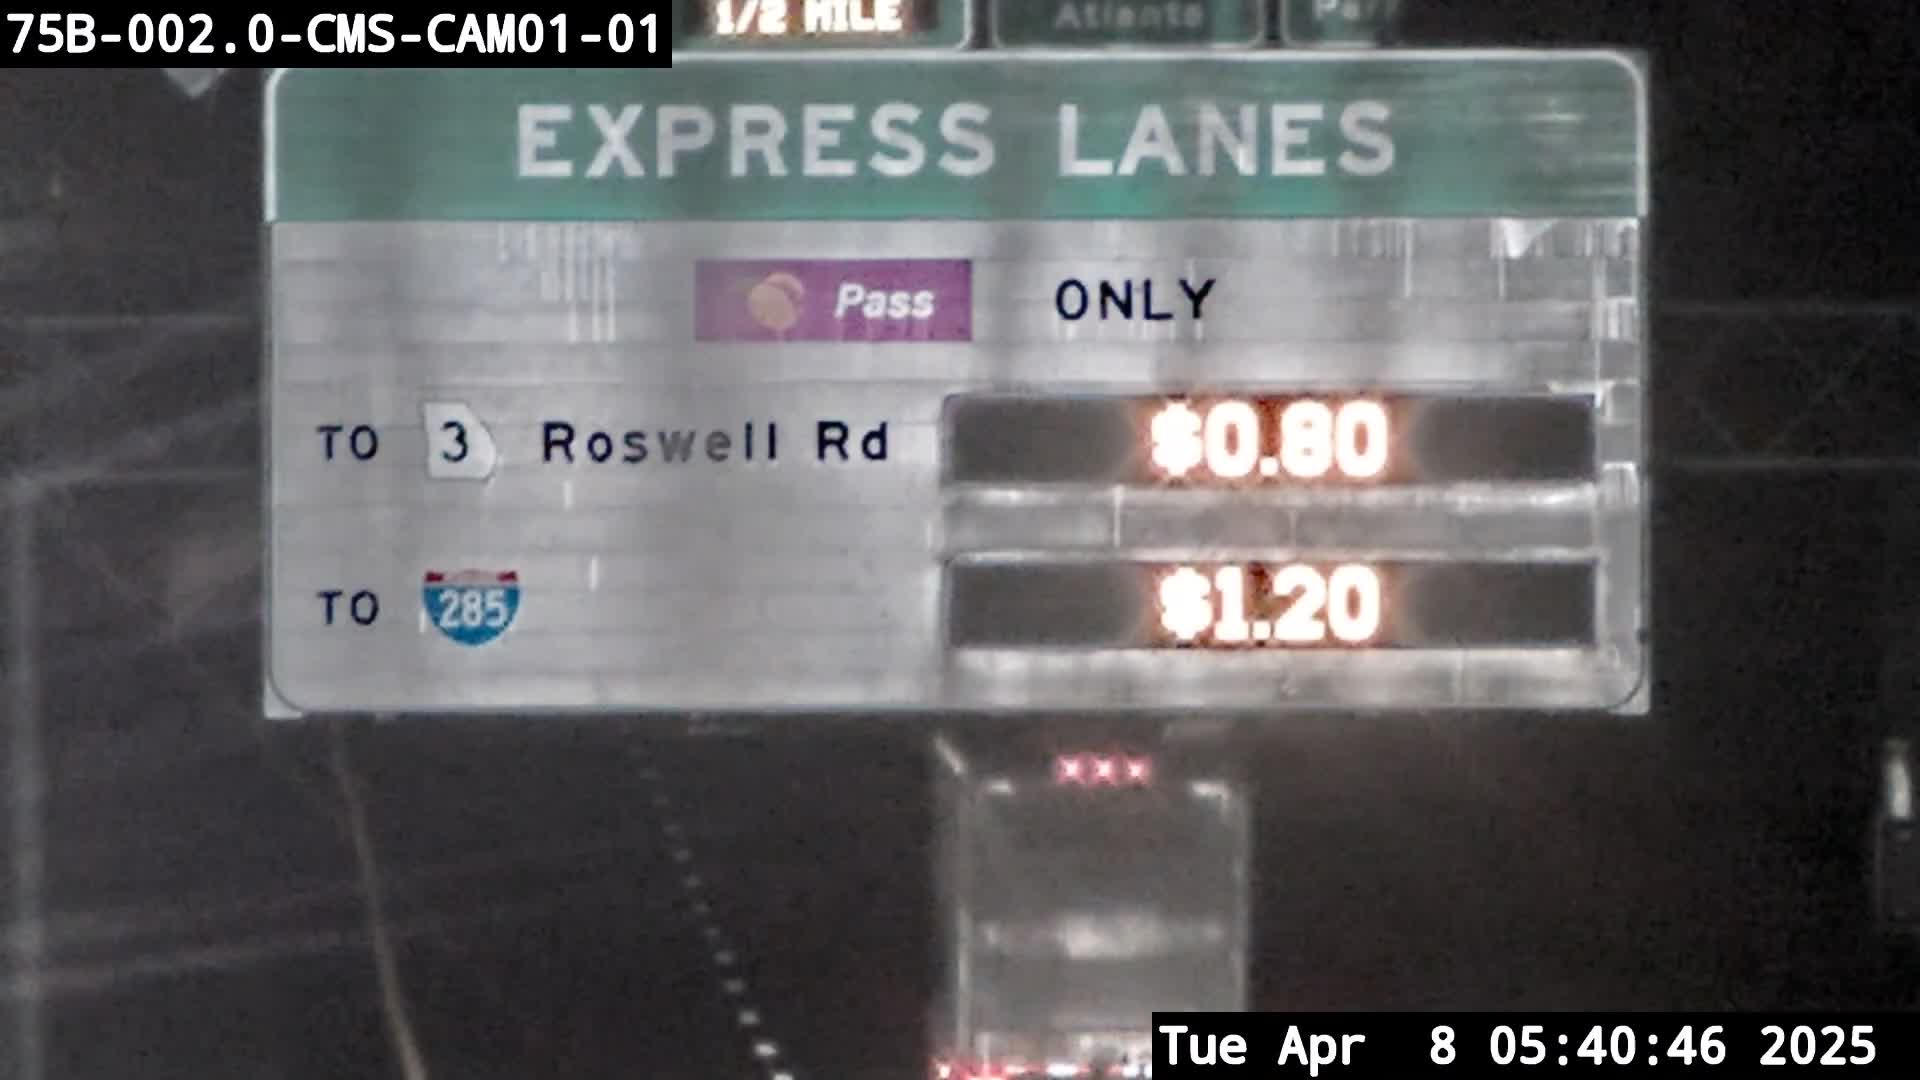 75B-002.0-CMS-CAM01-01
1/2 MILE
Atlanta
EXPRESS LANES
Pass ONLY
TO 3 Roswell Rd $0.80
TO 285 $1.20
Tue Apr 8 05:40:46 2025